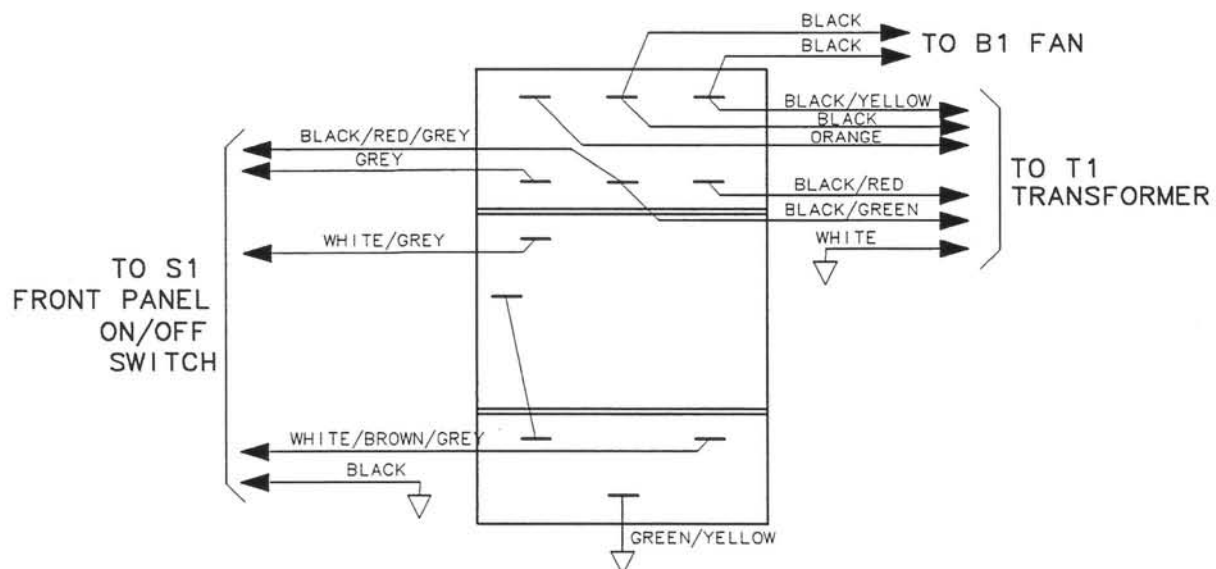 BLACK
BLACK
TO B1 FAN
BLACK/YELLOW
BLACK
ORANGE
BLACK/RED
BLACK/GREEN
WHITE
TO T1
TRANSFORMER
BLACK/RED/GREY
GREY
WHITE/GREY
TO S1
FRONT PANEL
ON/OFF
SWITCH
WHITE/BROWN/GREY
BLACK
GREEN/YELLOW